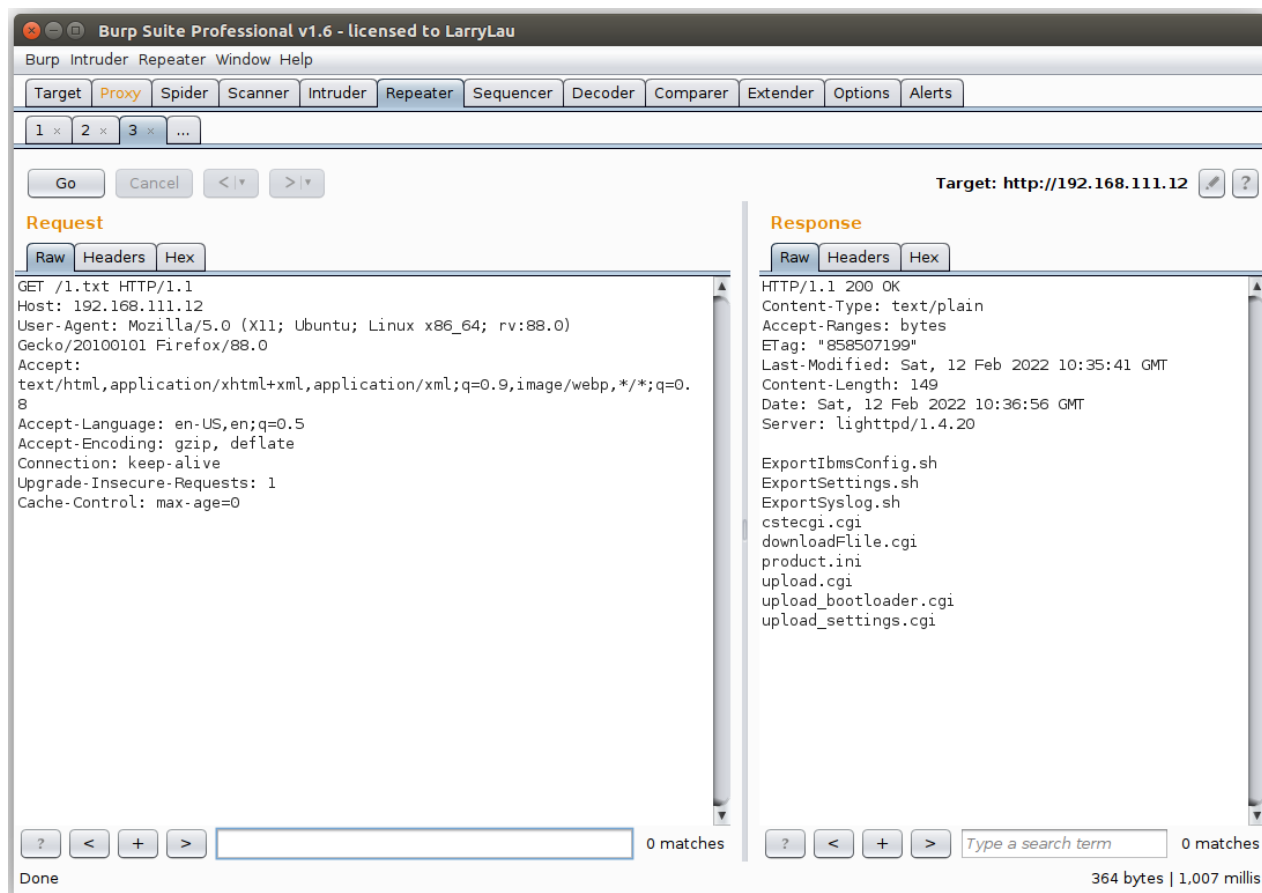 Burp Suite Professional v1.6 - licensed to LarryLau
Burp Intruder Repeater Window Help
Target Proxy Spider Scanner Intruder Repeater Sequencer Decoder Comparer Extender Options Alerts
1 × 2 × 3 × ...
Go Cancel < | ▼ > | ▼ Target: http://192.168.111.12 ?
Request
Raw Headers Hex
GET /1.txt HTTP/1.1
Host: 192.168.111.12
User-Agent: Mozilla/5.0 (X11; Ubuntu; Linux x86_64; rv:88.0)
Gecko/20100101 Firefox/88.0
Accept:
text/html,application/xhtml+xml,application/xml;q=0.9,image/webp,*/*;q=0.
8
Accept-Language: en-US,en;q=0.5
Accept-Encoding: gzip, deflate
Connection: keep-alive
Upgrade-Insecure-Requests: 1
Cache-Control: max-age=0
? < + > 0 matches
Response
Raw Headers Hex
HTTP/1.1 200 OK
Content-Type: text/plain
Accept-Ranges: bytes
ETag: "858507199"
Last-Modified: Sat, 12 Feb 2022 10:35:41 GMT
Content-Length: 149
Date: Sat, 12 Feb 2022 10:36:56 GMT
Server: lighttpd/1.4.20
ExportIbmsConfig.sh
ExportSettings.sh
ExportSyslog.sh
cstecgi.cgi
downloadFlile.cgi
product.ini
upload.cgi
upload_bootloader.cgi
upload_settings.cgi
? < + > Type a search term 0 matches
Done 364 bytes | 1,007 millis